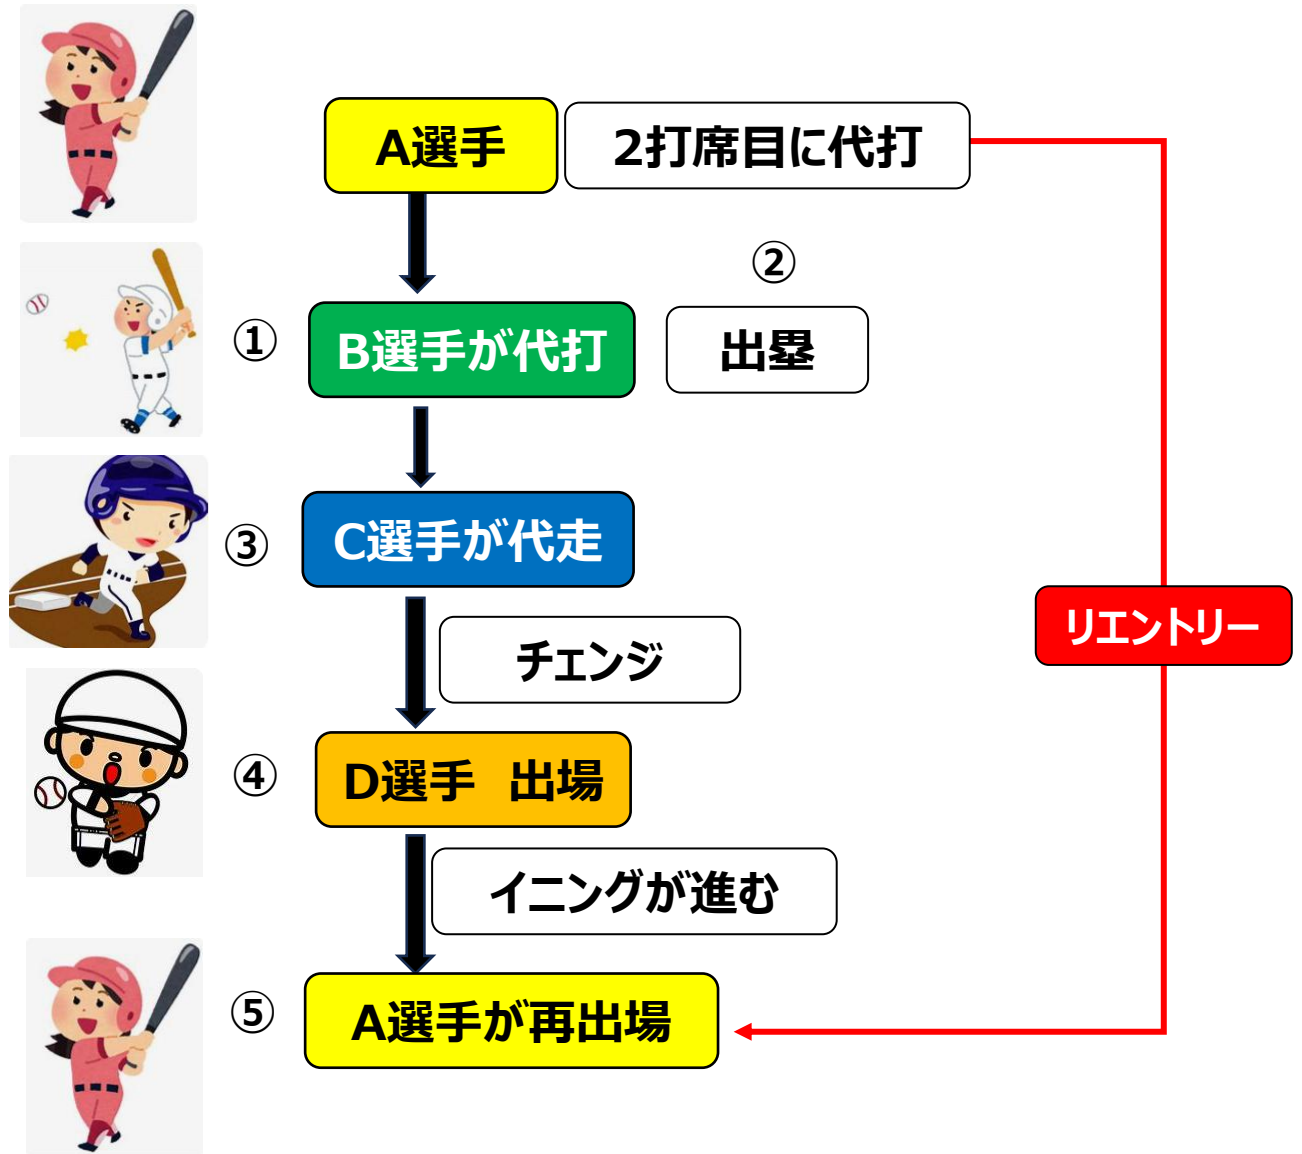 A選手
2打席目に代打
②
① B選手が代打
出塁
③ C選手が代走
リエントリー
チェンジ
④ D選手 出場
イニングが進む
⑤ A選手が再出場